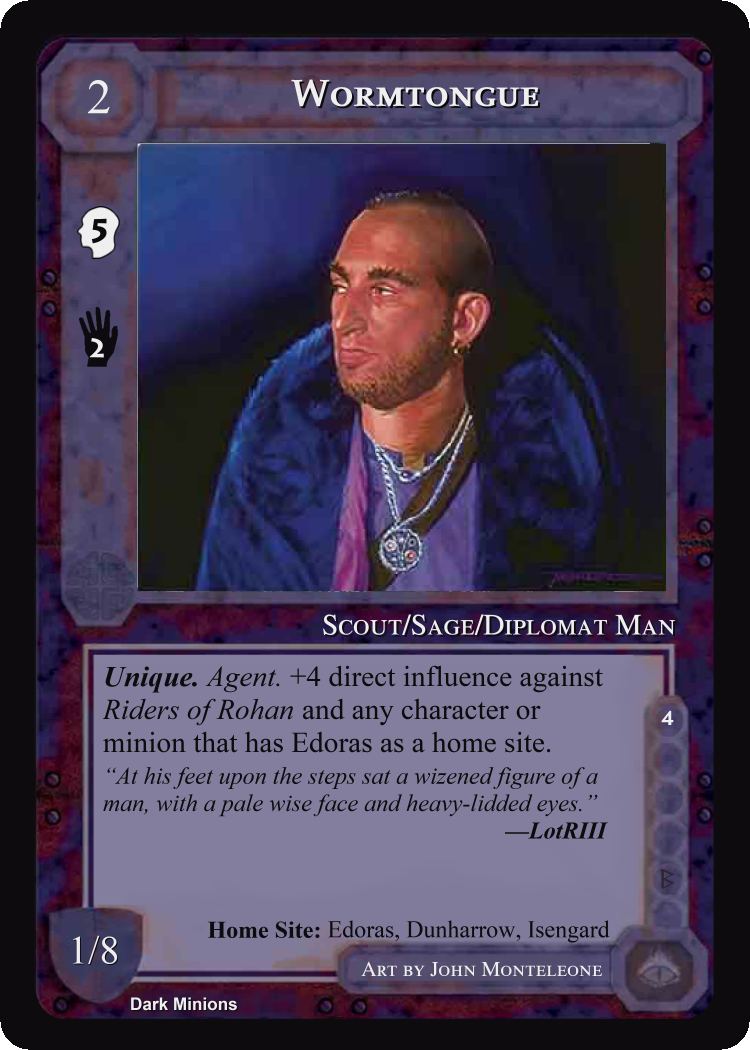 2
WORMTONGUE
5
2
SCOUT/SAGE/DIPLOMAT MAN
Unique. Agent. +4 direct influence against
Riders of Rohan and any character or
minion that has Edoras as a home site.
4
“At his feet upon the steps sat a wizened figure of a
man, with a pale wise face and heavy-lidded eyes.”
—LotRIII
Home Site: Edoras, Dunharrow, Isengard
1/8
ART BY JOHN MONTELEONE
Dark Minions